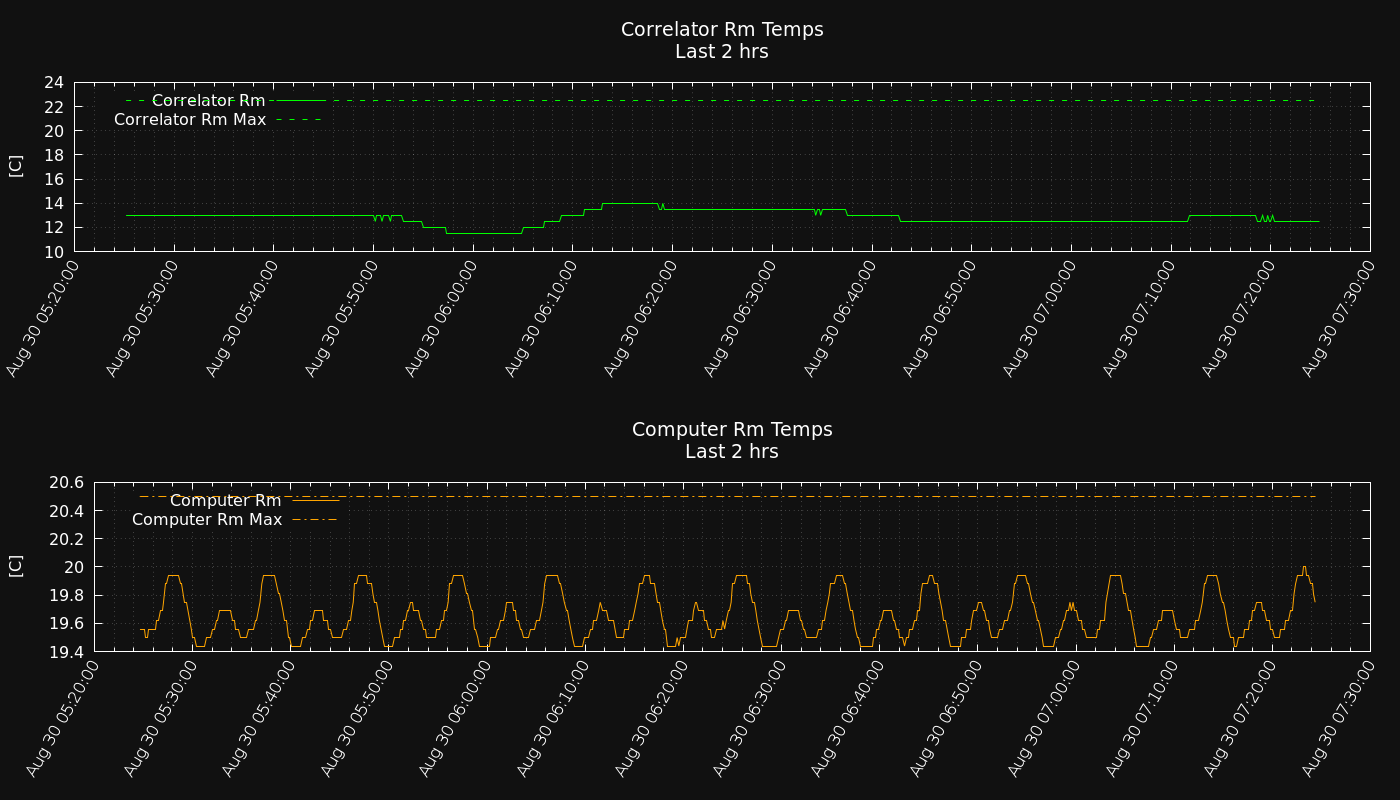 Correlator Rm Temps
Last 2 hrs
24
22
20
18
16
14
12
10
[C]
Correlator Rm
Correlator Rm Max
Aug 30 05:20:00
Aug 30 05:30:00
Aug 30 05:40:00
Aug 30 05:50:00
Aug 30 06:00:00
Aug 30 06:10:00
Aug 30 06:20:00
Aug 30 06:30:00
Aug 30 06:40:00
Aug 30 06:50:00
Aug 30 07:00:00
Aug 30 07:10:00
Aug 30 07:20:00
Aug 30 07:30:00
Computer Rm Temps
Last 2 hrs
20.6
20.4
20.2
20
19.8
19.6
19.4
[C]
Computer Rm
Computer Rm Max
Aug 30 05:20:00
Aug 30 05:30:00
Aug 30 05:40:00
Aug 30 05:50:00
Aug 30 06:00:00
Aug 30 06:10:00
Aug 30 06:20:00
Aug 30 06:30:00
Aug 30 06:40:00
Aug 30 06:50:00
Aug 30 07:00:00
Aug 30 07:10:00
Aug 30 07:20:00
Aug 30 07:30:00